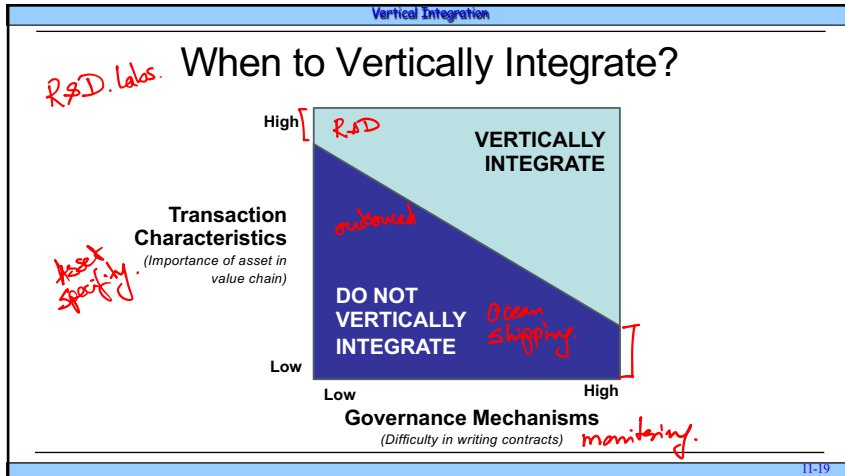 Vertical Integration
When to Vertically Integrate?
R&D. Labs.
High
R&D
VERTICALLY
INTEGRATE
outsourced
Transaction
Characteristics
(Importance of asset in
value chain)
Asset
specifity.
DO NOT
VERTICALLY
INTEGRATE
Ocean
shipping.
Low
Low
High
Governance Mechanisms
(Difficulty in writing contracts)
monitering.
11-19